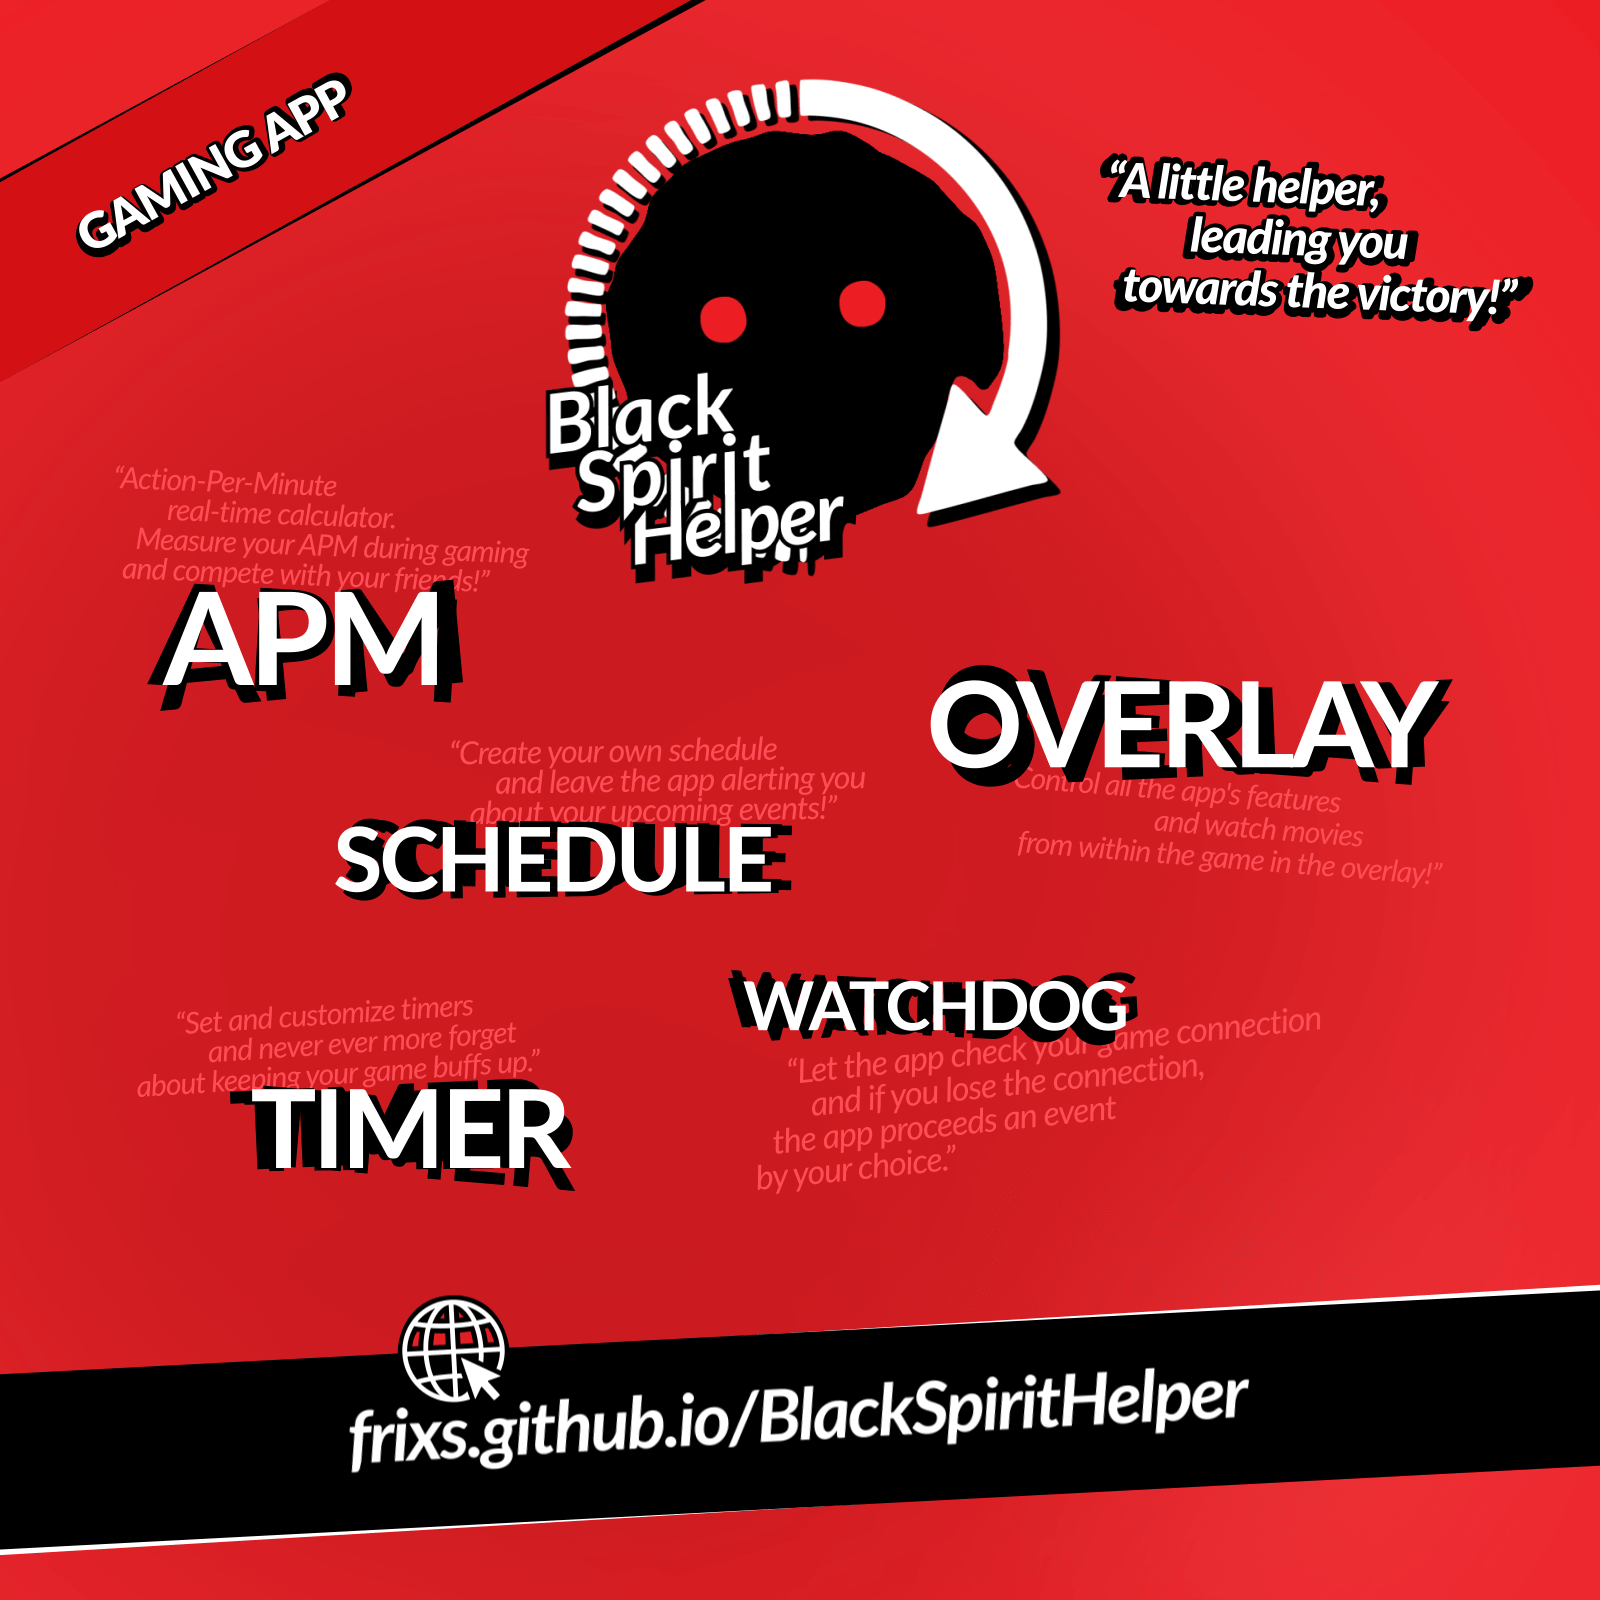 GAMING APP
“A little helper,
leading you
towards the victory!”
Black
Spirit
Helper
“Action-Per-Minute
real-time calculator.
Measure your APM during gaming
and compete with your friends!”
APM
OVERLAY
“Control all the app's features
and watch movies
from within the game in the overlay!”
“Create your own schedule
and leave the app alerting you
about your upcoming events!”
SCHEDULE
WATCHDOG
“Let the app check your game connection
and if you lose the connection,
the app proceeds an event
by your choice.”
“Set and customize timers
and never ever more forget
about keeping your game buffs up.”
TIMER
frixs.github.io/BlackSpiritHelper